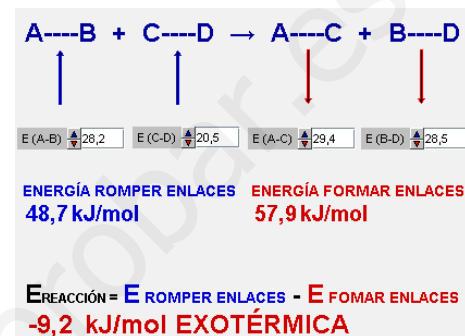 A----B + C----D → A----C + B----D
E (A-B) 28,2 E (C-D) 20,5 E (A-C) 29,4 E (B-D) 28,5
ENERGÍA ROMPER ENLACES ENERGÍA FORMAR ENLACES
48,7 kJ/mol 57,9 kJ/mol
EREACCIÓN = E ROMPER ENLACES - E FOMAR ENLACES
-9,2 kJ/mol EXOTÉRMICA